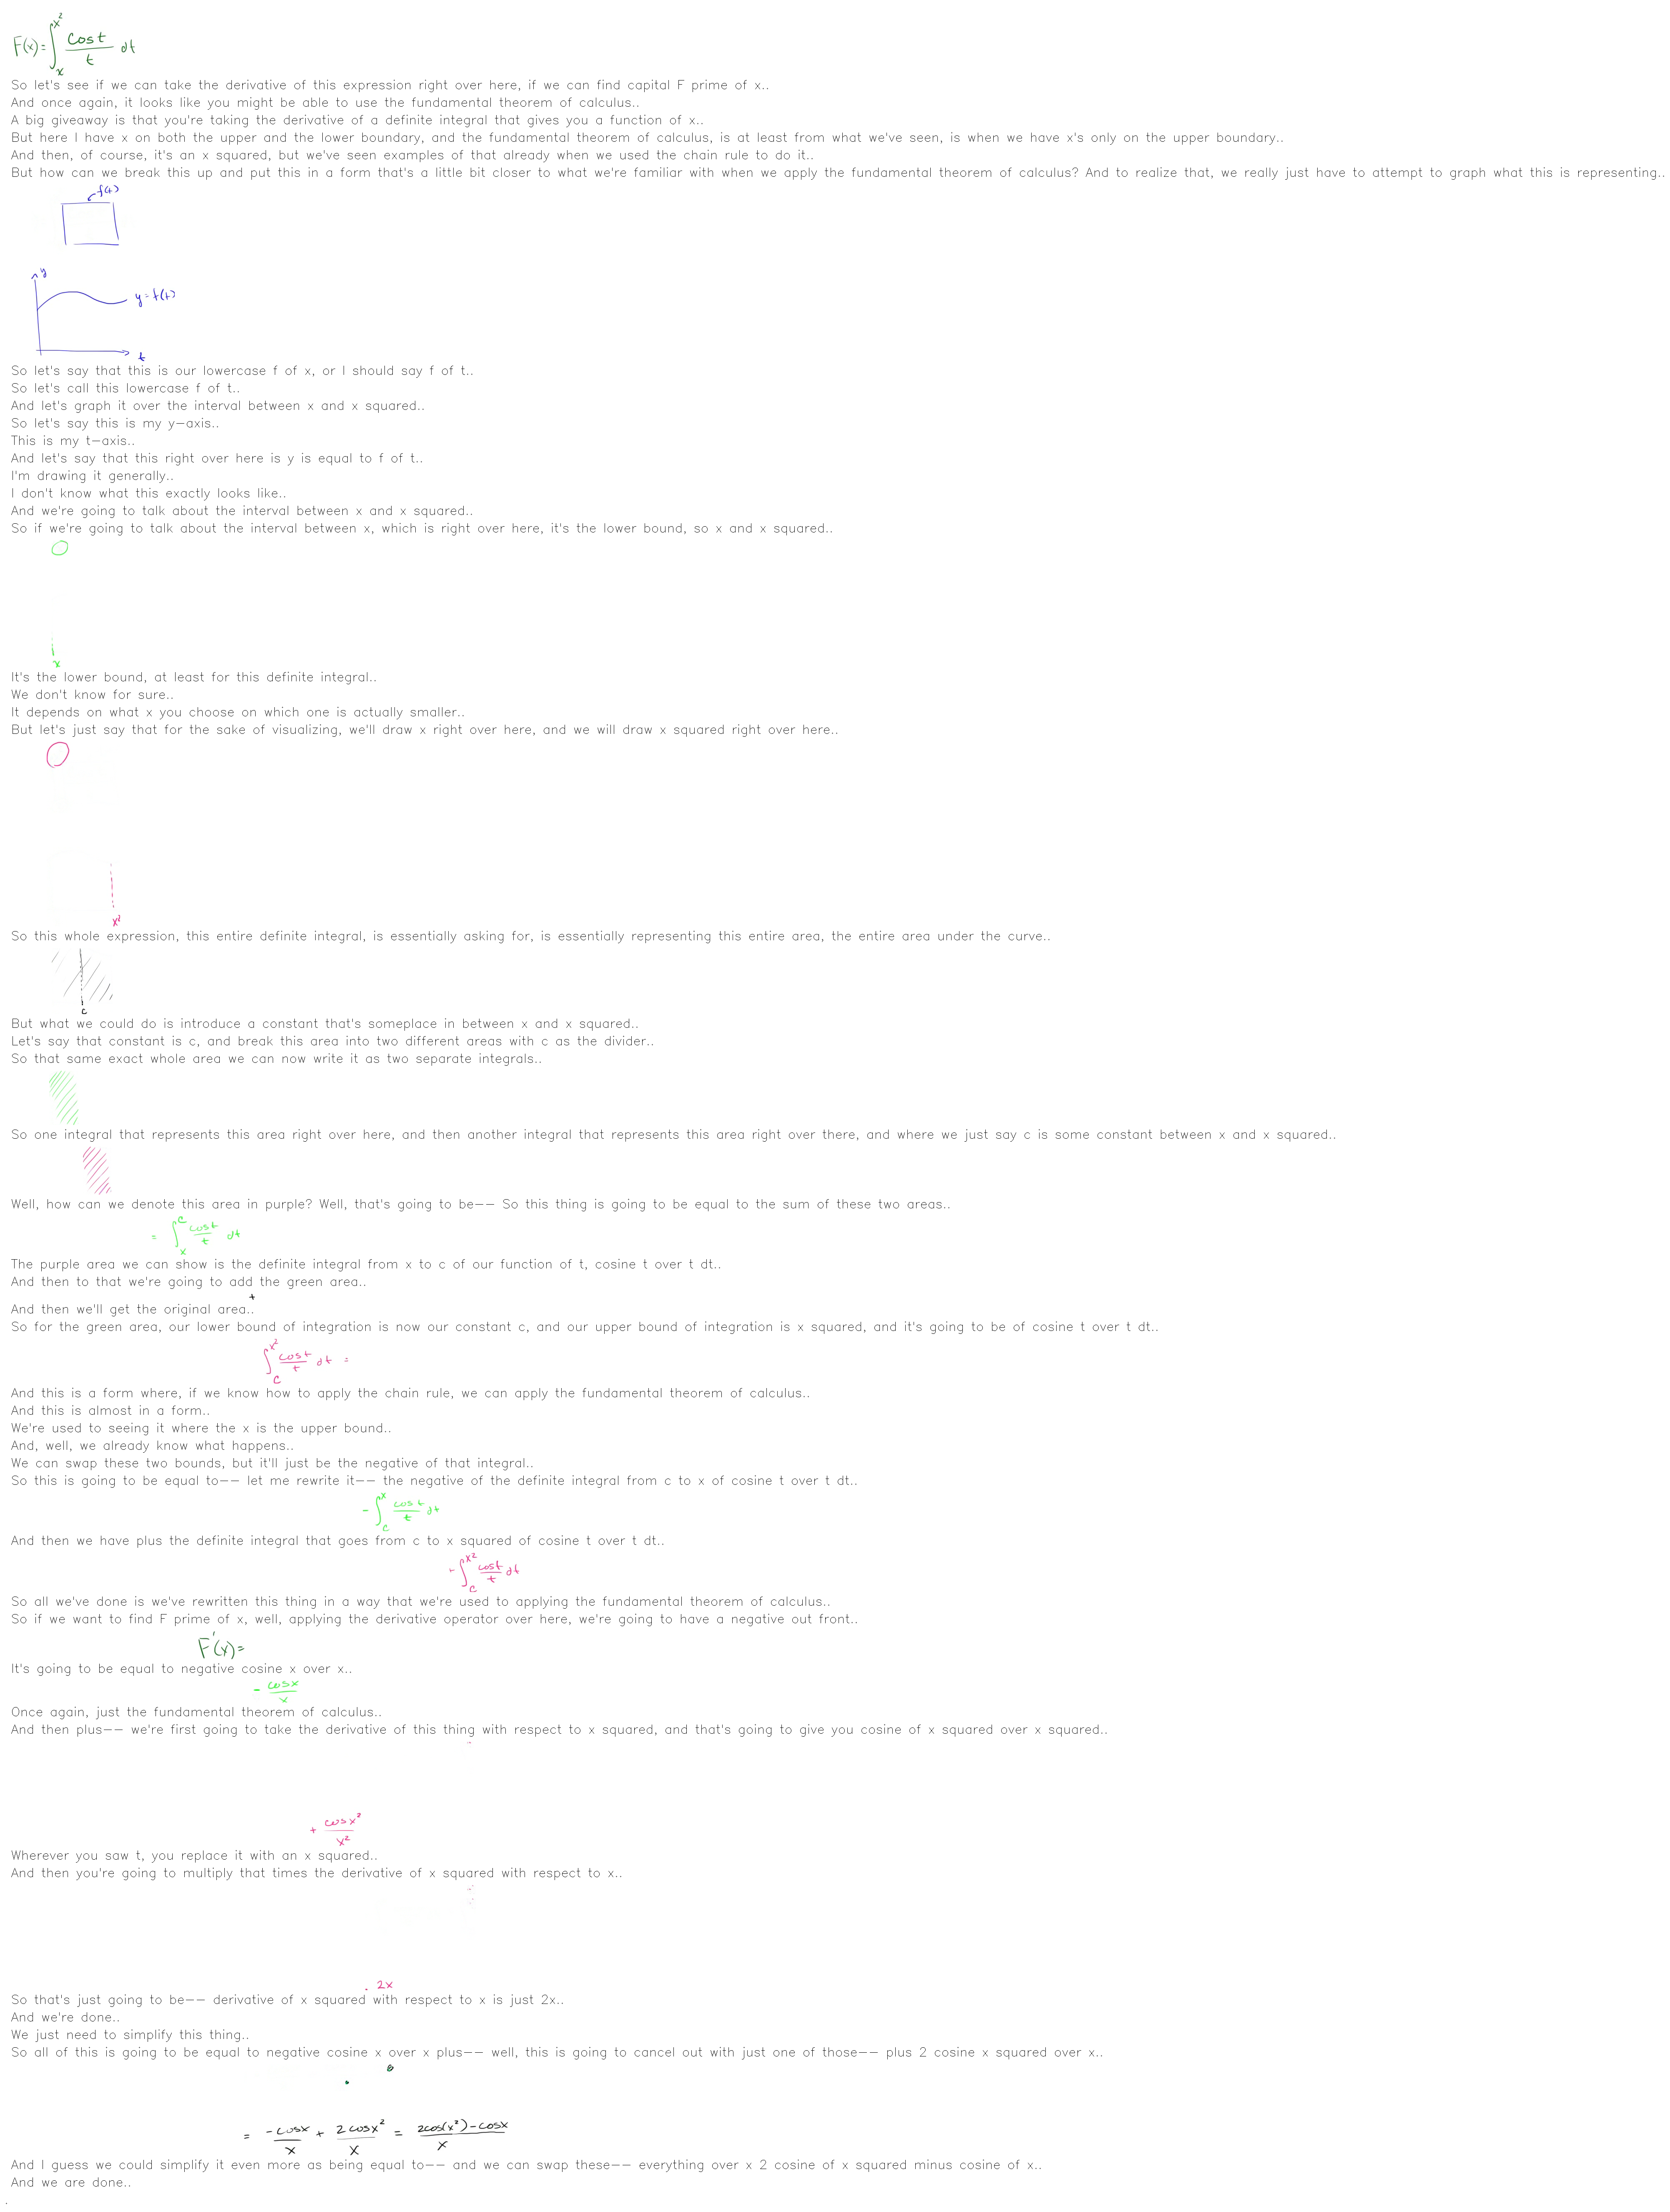 F(x) = ∫_x^{x²} cos t / t dt
So let's see if we can take the derivative of this expression right over here, if we can find capital F prime of x..
And once again, it looks like you might be able to use the fundamental theorem of calculus..
A big giveaway is that you're taking the derivative of a definite integral that gives you a function of x..
But here I have x on both the upper and the lower boundary, and the fundamental theorem of calculus, is at least from what we've seen, is when we have x's only on the upper boundary..
And then, of course, it's an x squared, but we've seen examples of that already when we used the chain rule to do it..
But how can we break this up and put this in a form that's a little bit closer to what we're familiar with when we apply the fundamental theorem of calculus? And to realize that, we really just have to attempt to graph what this is representing..
f(t)
y
y = f(t)
t
So let's say that this is our lowercase f of x, or I should say f of t..
So let's call this lowercase f of t..
And let's graph it over the interval between x and x squared..
So let's say this is my y-axis..
This is my t-axis..
And let's say that this right over here is y is equal to f of t..
I'm drawing it generally..
I don't know what this exactly looks like..
And we're going to talk about the interval between x and x squared..
So if we're going to talk about the interval between x, which is right over here, it's the lower bound, so x and x squared..
x
It's the lower bound, at least for this definite integral..
We don't know for sure..
It depends on what x you choose on which one is actually smaller..
But let's just say that for the sake of visualizing, we'll draw x right over here, and we will draw x squared right over here..
x²
So this whole expression, this entire definite integral, is essentially asking for, is essentially representing this entire area, the entire area under the curve..
c
But what we could do is introduce a constant that's someplace in between x and x squared..
Let's say that constant is c, and break this area into two different areas with c as the divider..
So that same exact whole area we can now write it as two separate integrals..
So one integral that represents this area right over here, and then another integral that represents this area right over there, and where we just say c is some constant between x and x squared..
Well, how can we denote this area in purple? Well, that's going to be-- So this thing is going to be equal to the sum of these two areas..
= ∫_x^c cos t / t dt
The purple area we can show is the definite integral from x to c of our function of t, cosine t over t dt..
And then to that we're going to add the green area..
+
And then we'll get the original area..
So for the green area, our lower bound of integration is now our constant c, and our upper bound of integration is x squared, and it's going to be of cosine t over t dt..
∫_c^{x²} cos t / t dt =
And this is a form where, if we know how to apply the chain rule, we can apply the fundamental theorem of calculus..
And this is almost in a form..
We're used to seeing it where the x is the upper bound..
And, well, we already know what happens..
We can swap these two bounds, but it'll just be the negative of that integral..
So this is going to be equal to-- let me rewrite it-- the negative of the definite integral from c to x of cosine t over t dt..
- ∫_c^x cos t / t dt
And then we have plus the definite integral that goes from c to x squared of cosine t over t dt..
+ ∫_c^{x²} cos t / t dt
So all we've done is we've rewritten this thing in a way that we're used to applying the fundamental theorem of calculus..
So if we want to find F prime of x, well, applying the derivative operator over here, we're going to have a negative out front..
F'(x) =
It's going to be equal to negative cosine x over x..
- cos x / x
Once again, just the fundamental theorem of calculus..
And then plus-- we're first going to take the derivative of this thing with respect to x squared, and that's going to give you cosine of x squared over x squared..
+ cos x² / x²
Wherever you saw t, you replace it with an x squared..
And then you're going to multiply that times the derivative of x squared with respect to x..
· 2x
So that's just going to be-- derivative of x squared with respect to x is just 2x..
And we're done..
We just need to simplify this thing..
So all of this is going to be equal to negative cosine x over x plus-- well, this is going to cancel out with just one of those-- plus 2 cosine x squared over x..
= -cos x / x + 2 cos x² / x = 2cos(x²) - cos x / x
And I guess we could simplify it even more as being equal to-- and we can swap these-- everything over x 2 cosine of x squared minus cosine of x..
And we are done..